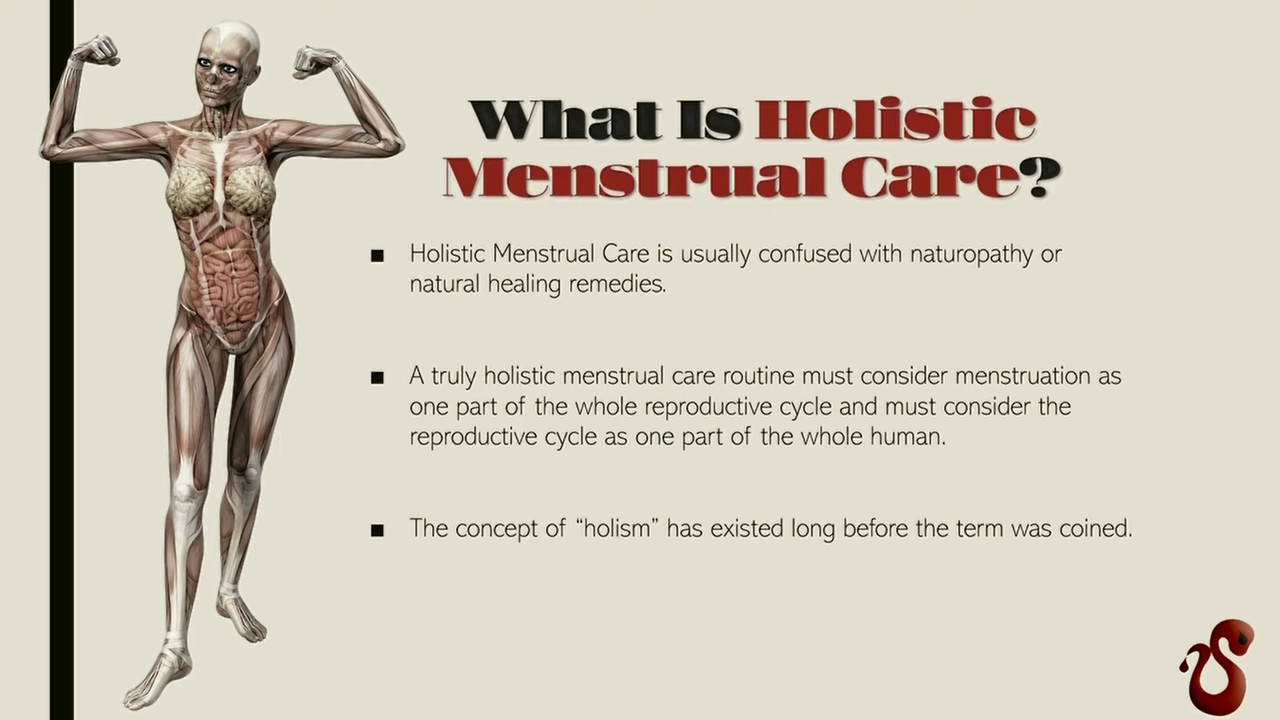 What Is Holistic
Menstrual Care?
■ Holistic Menstrual Care is usually confused with naturopathy or
natural healing remedies.
■ A truly holistic menstrual care routine must consider menstruation as
one part of the whole reproductive cycle and must consider the
reproductive cycle as one part of the whole human.
■ The concept of “holism” has existed long before the term was coined.